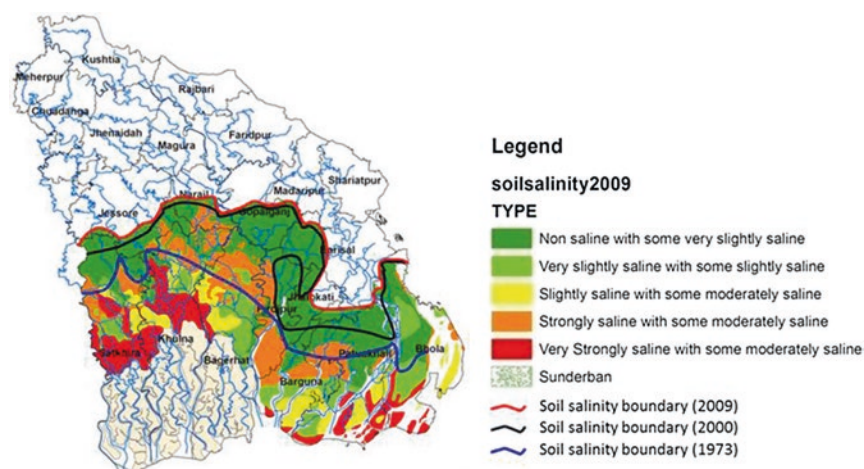 Kushtia
Meherpur
Rajbari
Chuadanga
Jhenaidah
Faridpur
Magura
Shariatpur
Narail
Madaripur
Jessore
Gopalganj
Barisal
Jhalokati
Pirojpur
Khulna
Satkhira
Patuakhali
Bhola
Bagerhat
Barguna
Legend
soilsalinity2009
TYPE
Non saline with some very slightly saline
Very slightly saline with some slightly saline
Slightly saline with some moderately saline
Strongly saline with some moderately saline
Very Strongly saline with some moderately saline
Sunderban
Soil salinity boundary (2009)
Soil salinity boundary (2000)
Soil salinity boundary (1973)